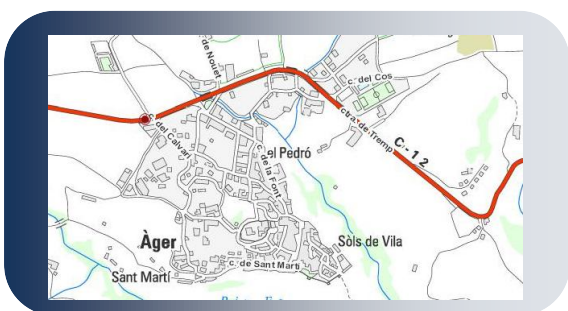 c. de Nouet
c. del Cos
ctra. de Tremp
C-12
c. del Calvari
el Pedró
c. de la Font
Àger
Sòls de Vila
c. de Sant Martí
Sant Martí